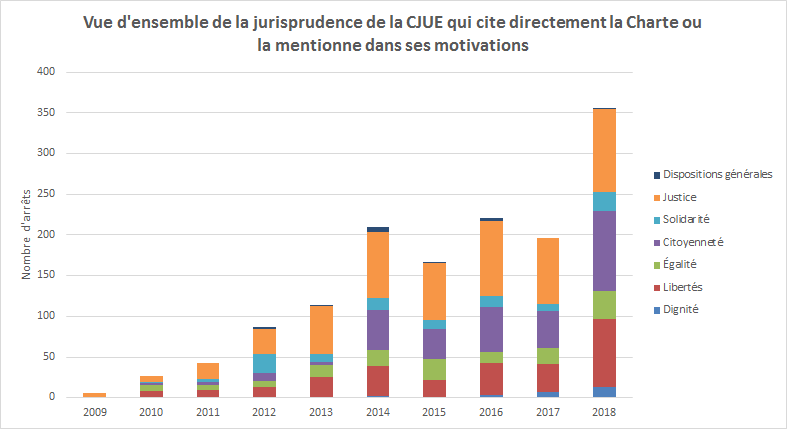 Vue d'ensemble de la jurisprudence de la CJUE qui cite directement la Charte ou
la mentionne dans ses motivations
400
350
300
250
200
150
100
50
0
Nombre d'arrêts
2009 2010 2011 2012 2013 2014 2015 2016 2017 2018
Dispositions générales
Justice
Solidarité
Citoyenneté
Égalité
Libertés
Dignité